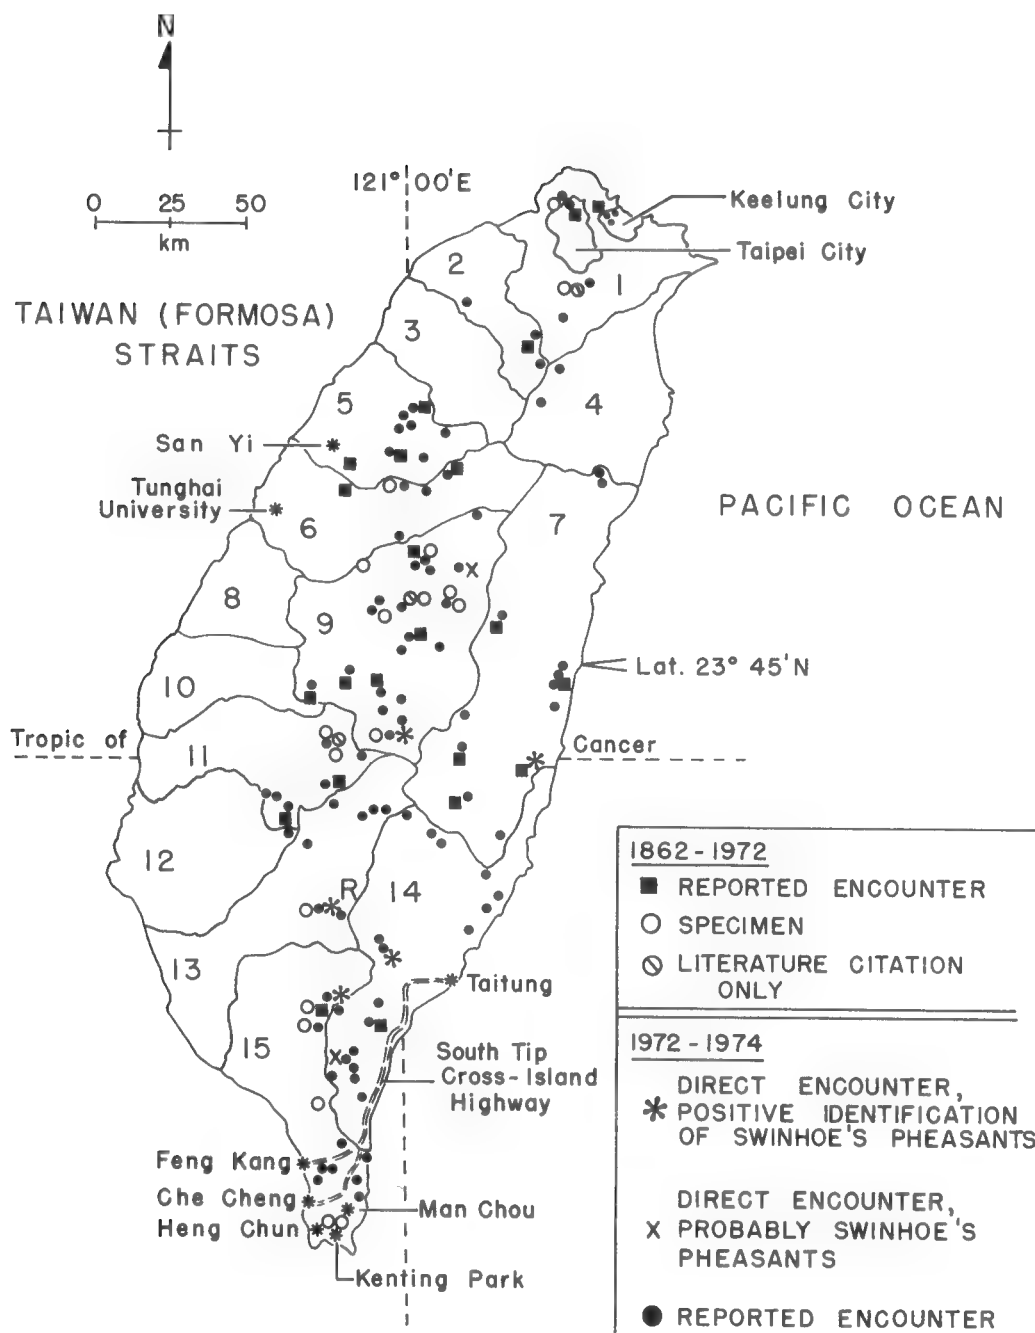 N
0 25 50
km
121° 00'E
Keelung City
Taipei City
TAIWAN (FORMOSA)
STRAITS
1
2
3
4
5
San Yi
Tunghai
University
6
7
PACIFIC OCEAN
8
9
Lat. 23° 45'N
10
Tropic of
Cancer
11
12
R
14
13
Taitung
15
South Tip
Cross-Island
Highway
Feng Kang
Che Cheng
Man Chou
Heng Chun
Kenting Park
1862-1972
REPORTED ENCOUNTER
SPECIMEN
LITERATURE CITATION
ONLY
1972-1974
DIRECT ENCOUNTER,
POSITIVE IDENTIFICATION
OF SWINHOE'S PHEASANTS
DIRECT ENCOUNTER,
X PROBABLY SWINHOE'S
PHEASANTS
REPORTED ENCOUNTER
X
X